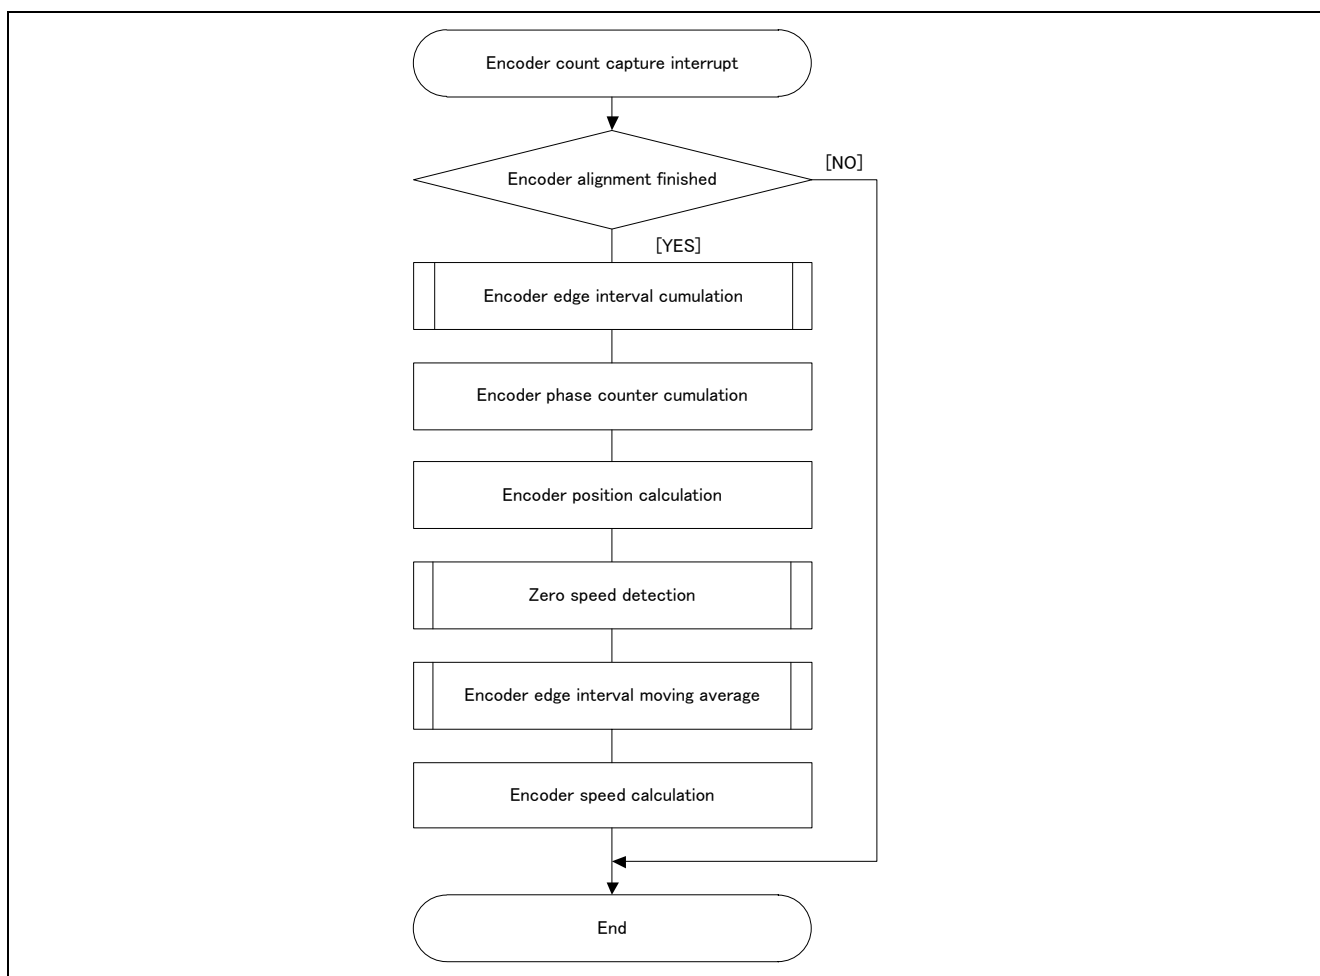 Encoder count capture interrupt
[NO]
Encoder alignment finished
[YES]
Encoder edge interval cumulation
Encoder phase counter cumulation
Encoder position calculation
Zero speed detection
Encoder edge interval moving average
Encoder speed calculation
End